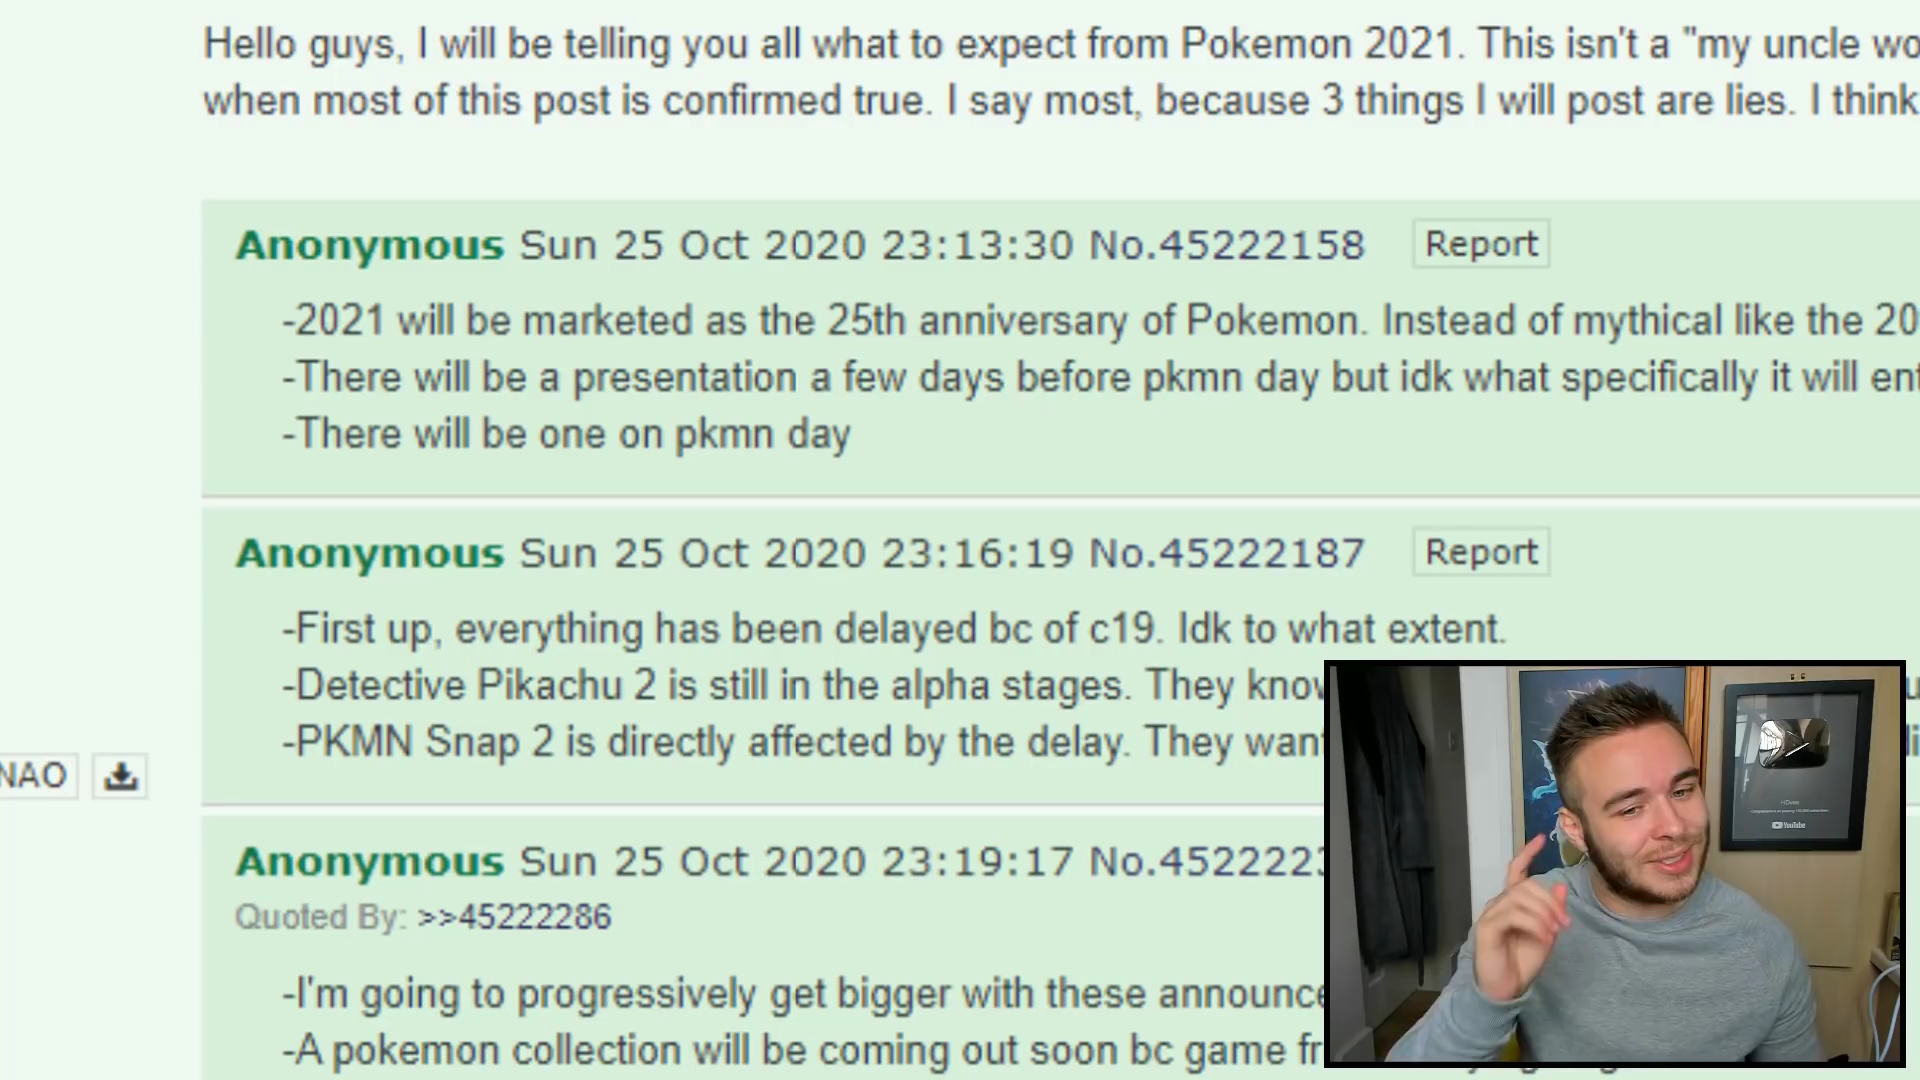 Hello guys, I will be telling you all what to expect from Pokemon 2021. This isn't a "my uncle wo
when most of this post is confirmed true. I say most, because 3 things I will post are lies. I think
Anonymous Sun 25 Oct 2020 23:13:30 No.45222158 Report
-2021 will be marketed as the 25th anniversary of Pokemon. Instead of mythical like the 20
-There will be a presentation a few days before pkmn day but idk what specifically it will ent
-There will be one on pkmn day
Anonymous Sun 25 Oct 2020 23:16:19 No.45222187 Report
-First up, everything has been delayed bc of c19. Idk to what extent.
-Detective Pikachu 2 is still in the alpha stages. They know
-PKMN Snap 2 is directly affected by the delay. They want
NAO
Anonymous Sun 25 Oct 2020 23:19:17 No.4522223
Quoted By: >>45222286
-I'm going to progressively get bigger with these announce
-A pokemon collection will be coming out soon bc game fr
YouTube